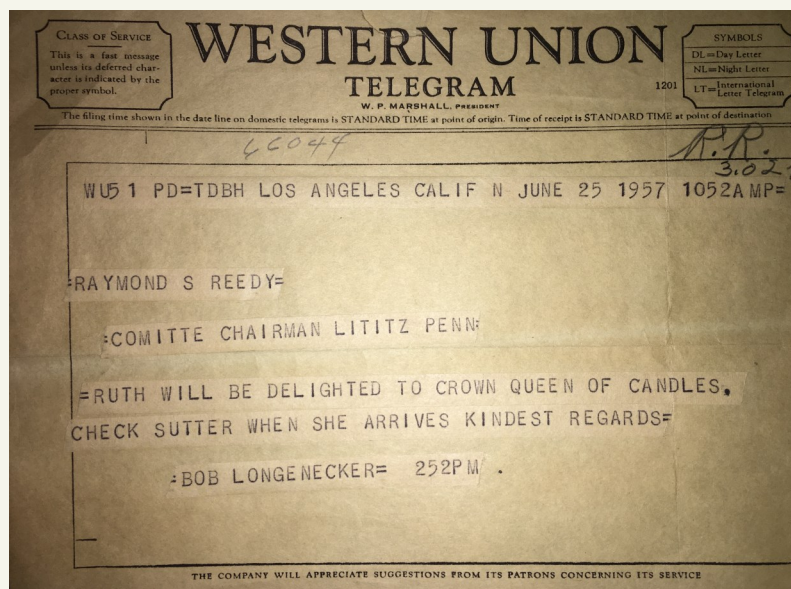 CLASS OF SERVICE
This is a fast message
unless its deferred char-
acter is indicated by the
proper symbol.
WESTERN UNION
TELEGRAM
W. P. MARSHALL, PRESIDENT
1201
SYMBOLS
DL=Day Letter
NL=Night Letter
LT=International Letter Telegram
The filing time shown in the date line on domestic telegrams is STANDARD TIME at point of origin. Time of receipt is STANDARD TIME at point of destination
66044
R.R.
3.02
WU51 PD=TDBH LOS ANGELES CALIF N JUNE 25 1957 1052AMP=
=RAYMOND S REEDY=
:COMITTE CHAIRMAN LITITZ PENN:
=RUTH WILL BE DELIGHTED TO CROWN QUEEN OF CANDLES.
CHECK SUTTER WHEN SHE ARRIVES KINDEST REGARDS=
:BOB LONGENECKER= 252PM .
THE COMPANY WILL APPRECIATE SUGGESTIONS FROM ITS PATRONS CONCERNING ITS SERVICE